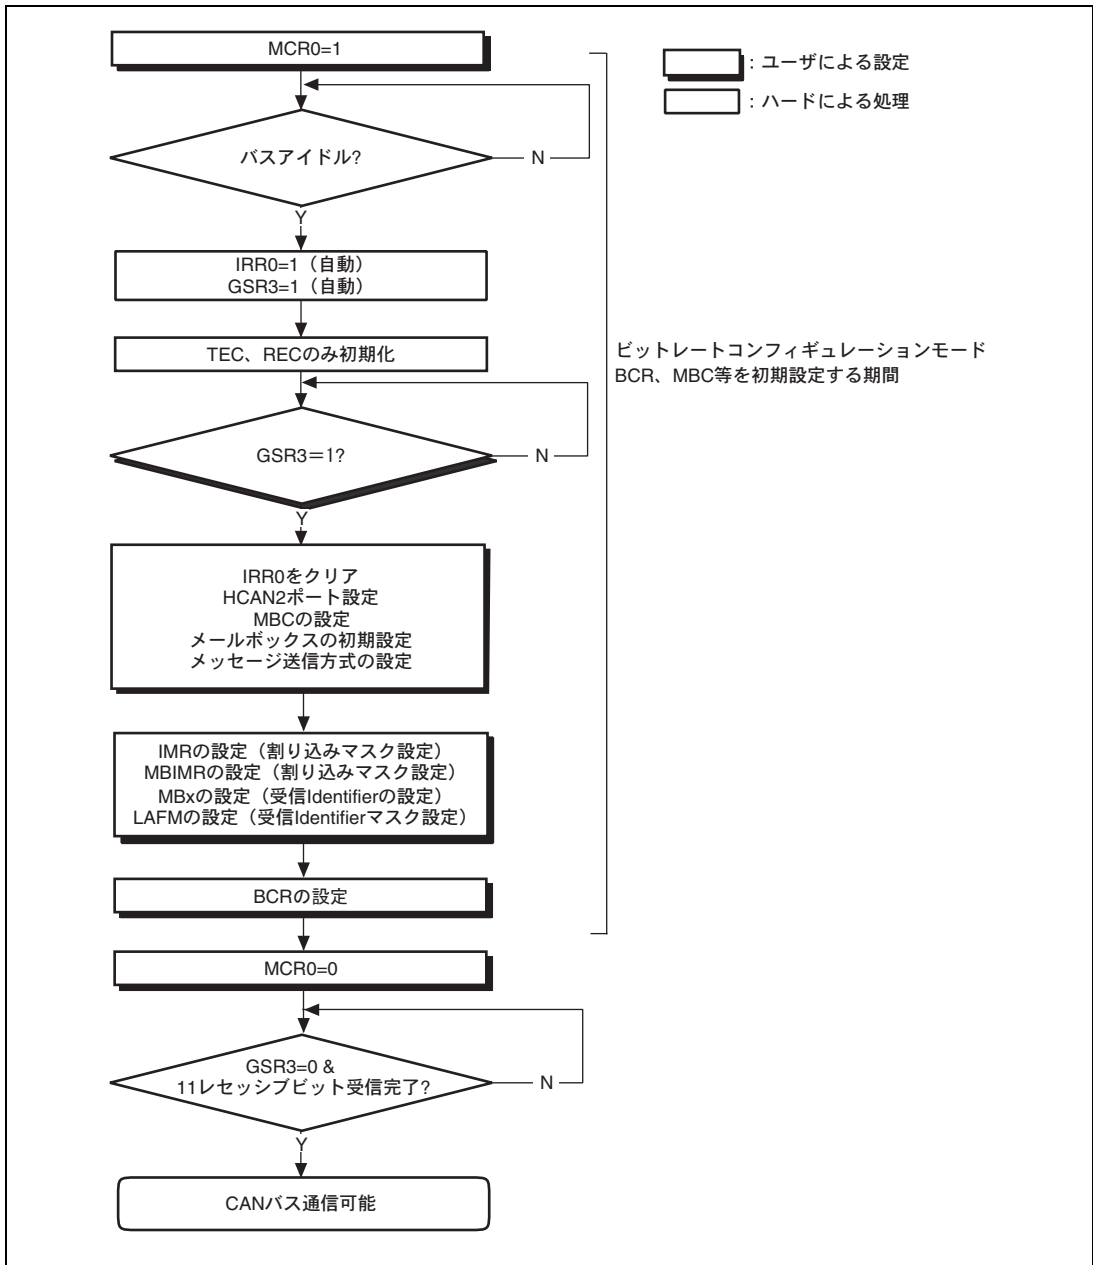 MCR0=1
：ユーザによる設定
：ハードによる処理
バスアイドル?
N
Y
IRR0=1（自動）
GSR3=1（自動）
TEC、RECのみ初期化
ビットレートコンフィギュレーションモード
BCR、MBC等を初期設定する期間
GSR3＝1?
N
Y
IRR0をクリア
HCAN2ポート設定
MBCの設定
メールボックスの初期設定
メッセージ送信方式の設定
IMRの設定（割り込みマスク設定）
MBIMRの設定（割り込みマスク設定）
MBxの設定（受信Identifierの設定）
LAFMの設定（受信Identifierマスク設定）
BCRの設定
MCR0=0
GSR3=0 &
11レセッシブビット受信完了?
N
Y
CANバス通信可能